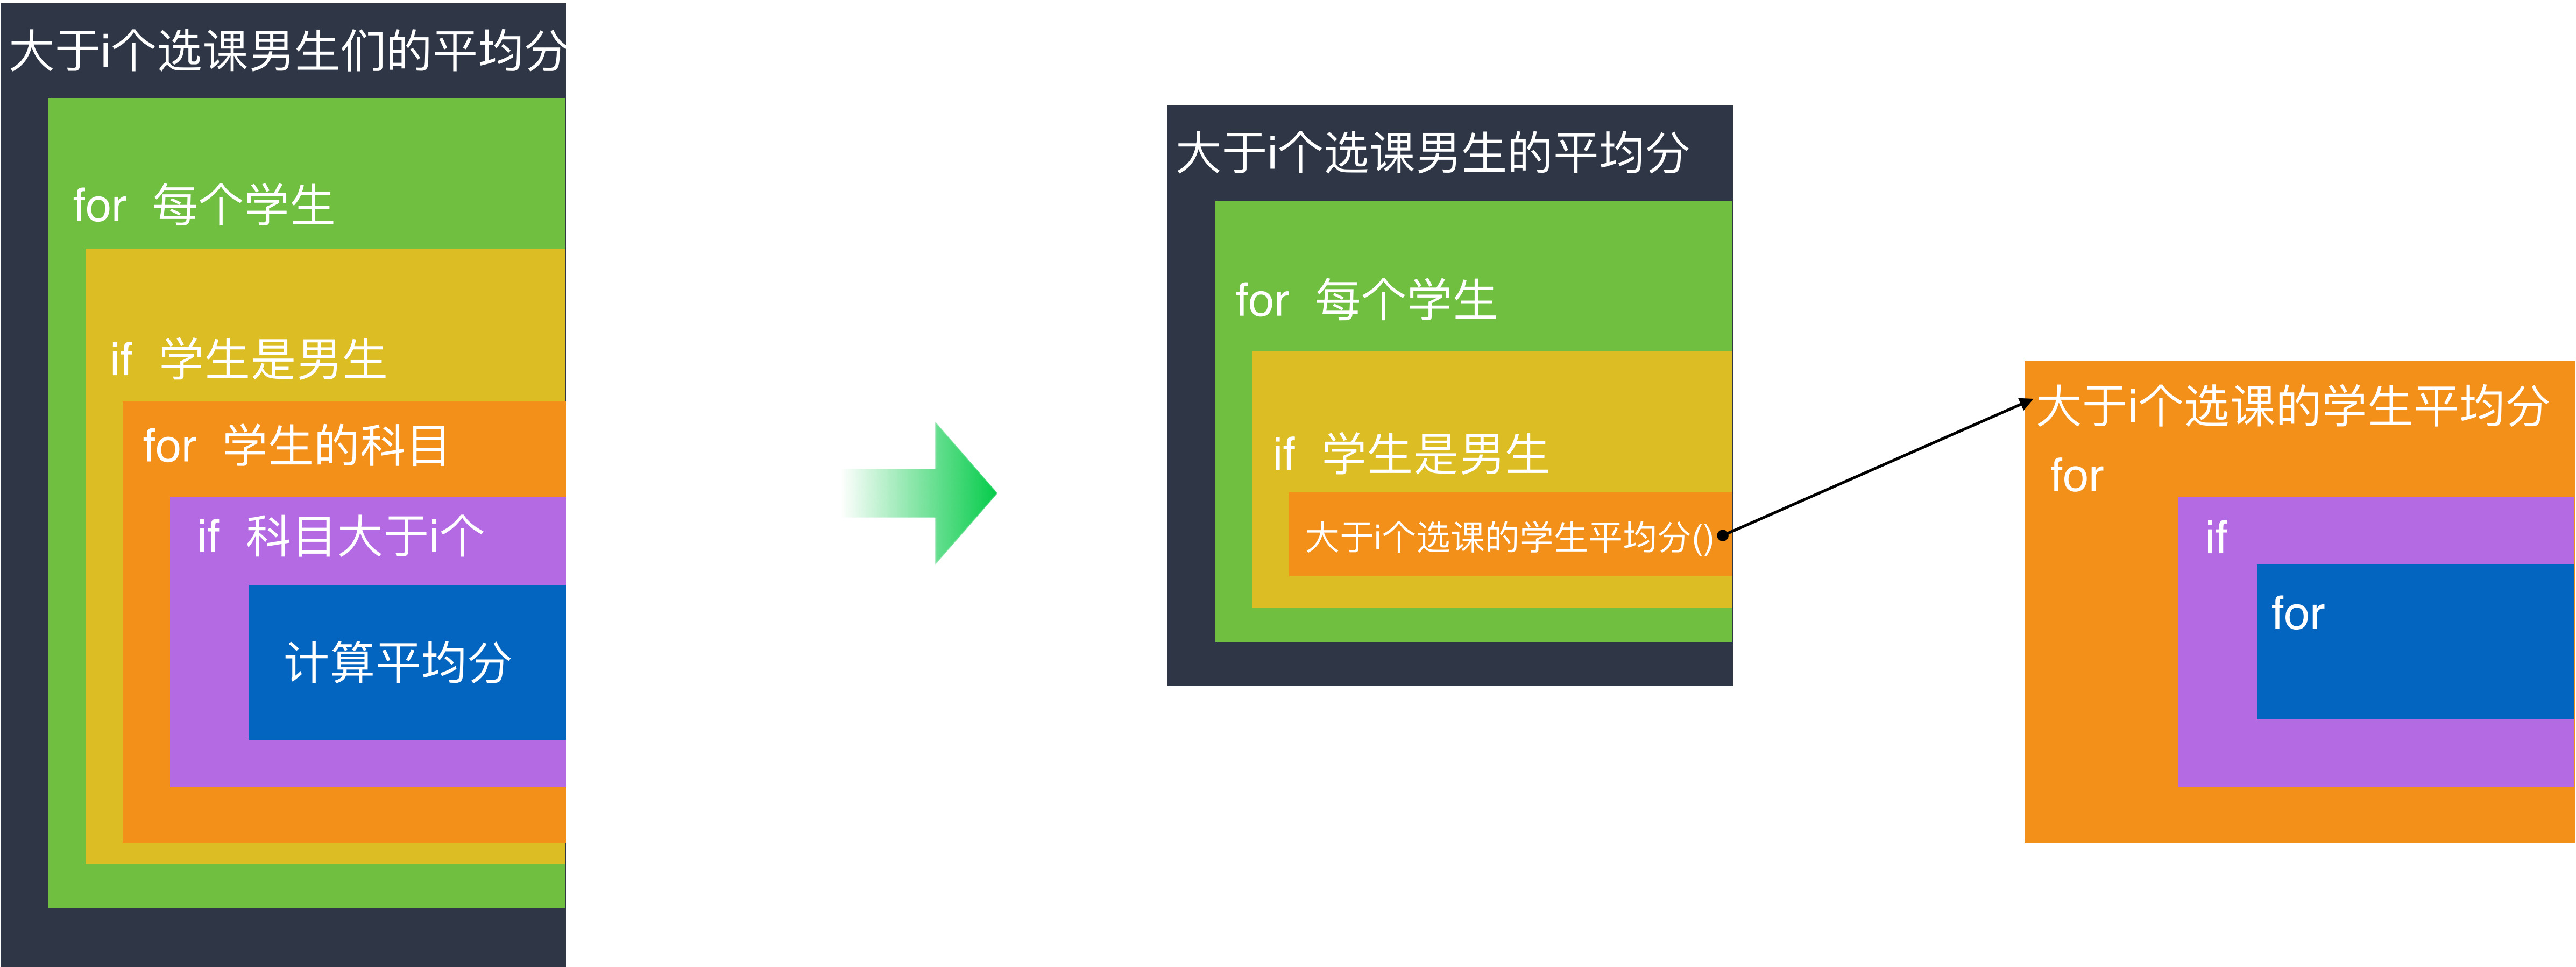 大于i个选课男生们的平均分
for 每个学生
if 学生是男生
for 学生的科目
if 科目大于i个
计算平均分
大于i个选课男生的平均分
for 每个学生
if 学生是男生
大于i个选课的学生平均分()
大于i个选课的学生平均分
for
if
for